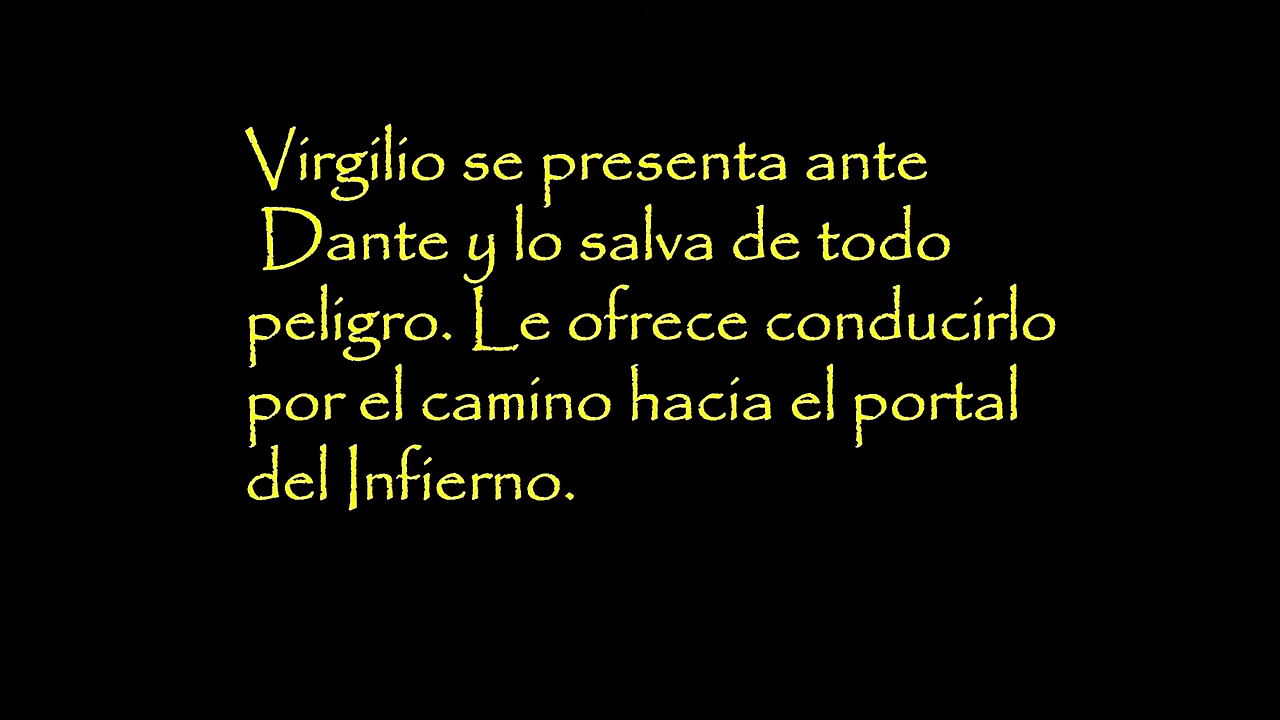 Virgilio se presenta ante
Dante y lo salva de todo
peligro. Le ofrece conducirlo
por el camino hacia el portal
del Infierno.